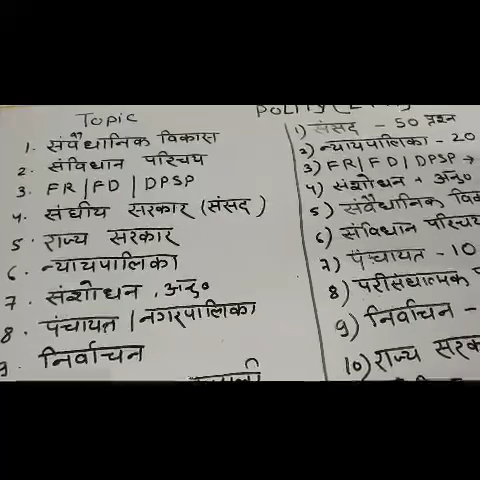 Topic
1. संवैधानिक विकास
2. संविधान परिचय
3. FR | FD | DPSP
4. संघीय सरकार (संसद)
5. राज्य सरकार
6. न्यायपालिका
7. संशोधन, अनु०
8. पंचायत / नगरपालिका
9. निर्वाचन
POLITY
1) संसद - 50 प्रश्न
2) न्यायपालिका - 20
3) FR | FD | DPSP →
4) संशोधन + अनु०
5) संवैधानिक
6) संविधान
7) पंचायत - 10
8) परीसंघात्मक
9) निर्वाचन -
10) राज्य